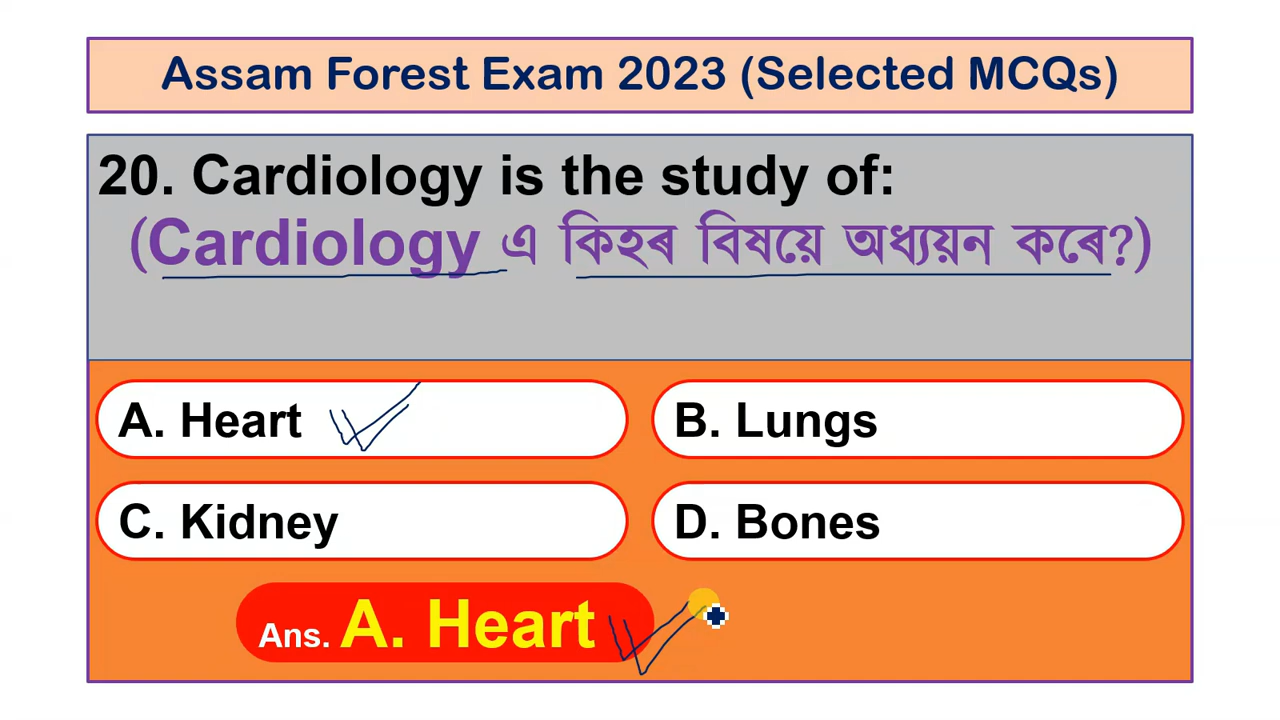 Assam Forest Exam 2023 (Selected MCQs)
20. Cardiology is the study of:
(Cardiology এ কিহৰ বিষয়ে অধ্যয়ন কৰে?)
A. Heart
B. Lungs
C. Kidney
D. Bones
Ans. A. Heart